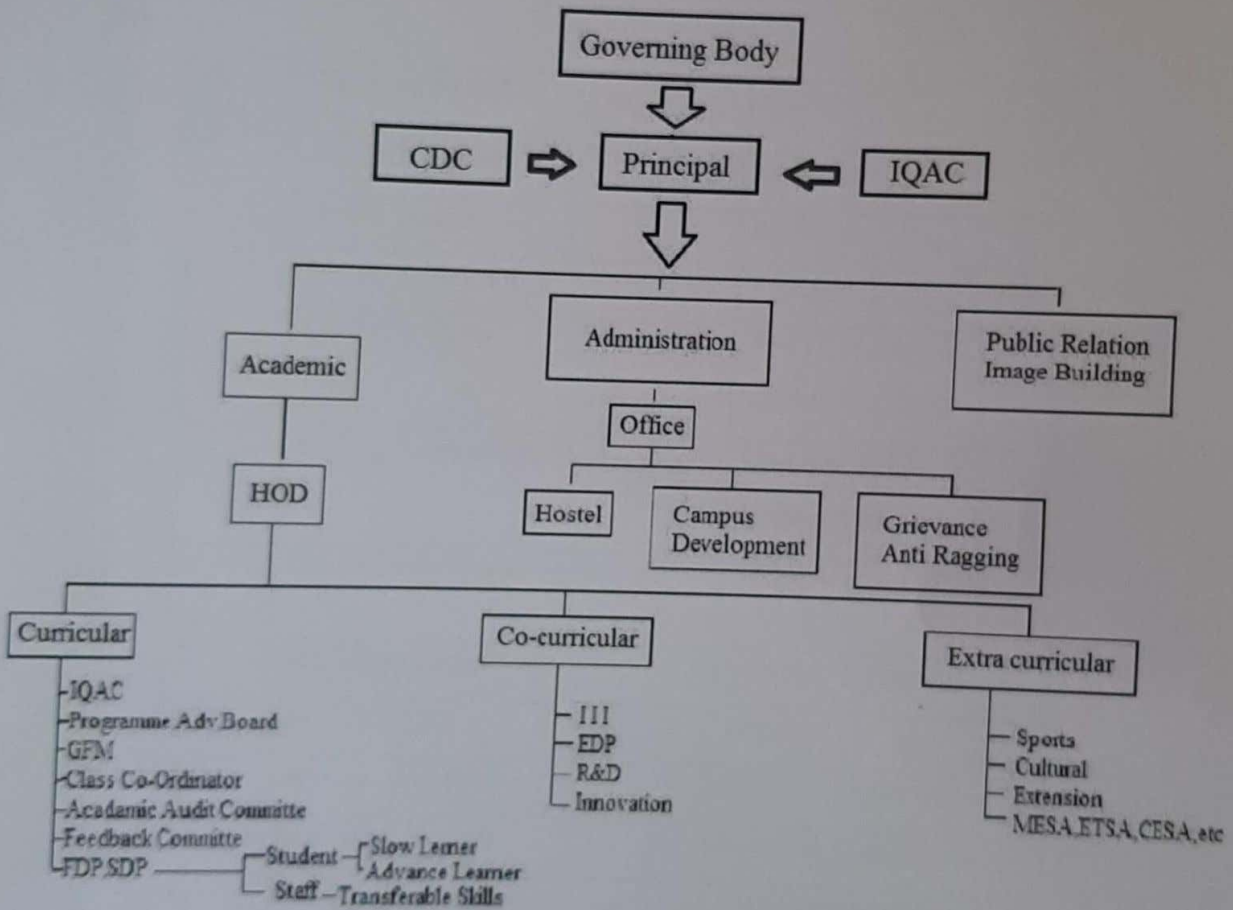 Governing Body
CDC
Principal
IQAC
Academic
Administration
Public Relation
Image Building
Office
HOD
Hostel
Campus
Development
Grievance
Anti Ragging
Curricular
Co-curricular
Extra curricular
IQAC
Programme Adv Board
GFM
Class Co-Ordinator
Acadamic Audit Committe
Feedback Committe
FDP,SDP
Student
Slow Lerner
Advance Learner
Staff
Transferable Skills
III
EDP
R&D
Innovation
Sports
Cultural
Extension
MESA,ETSA,CESA,etc